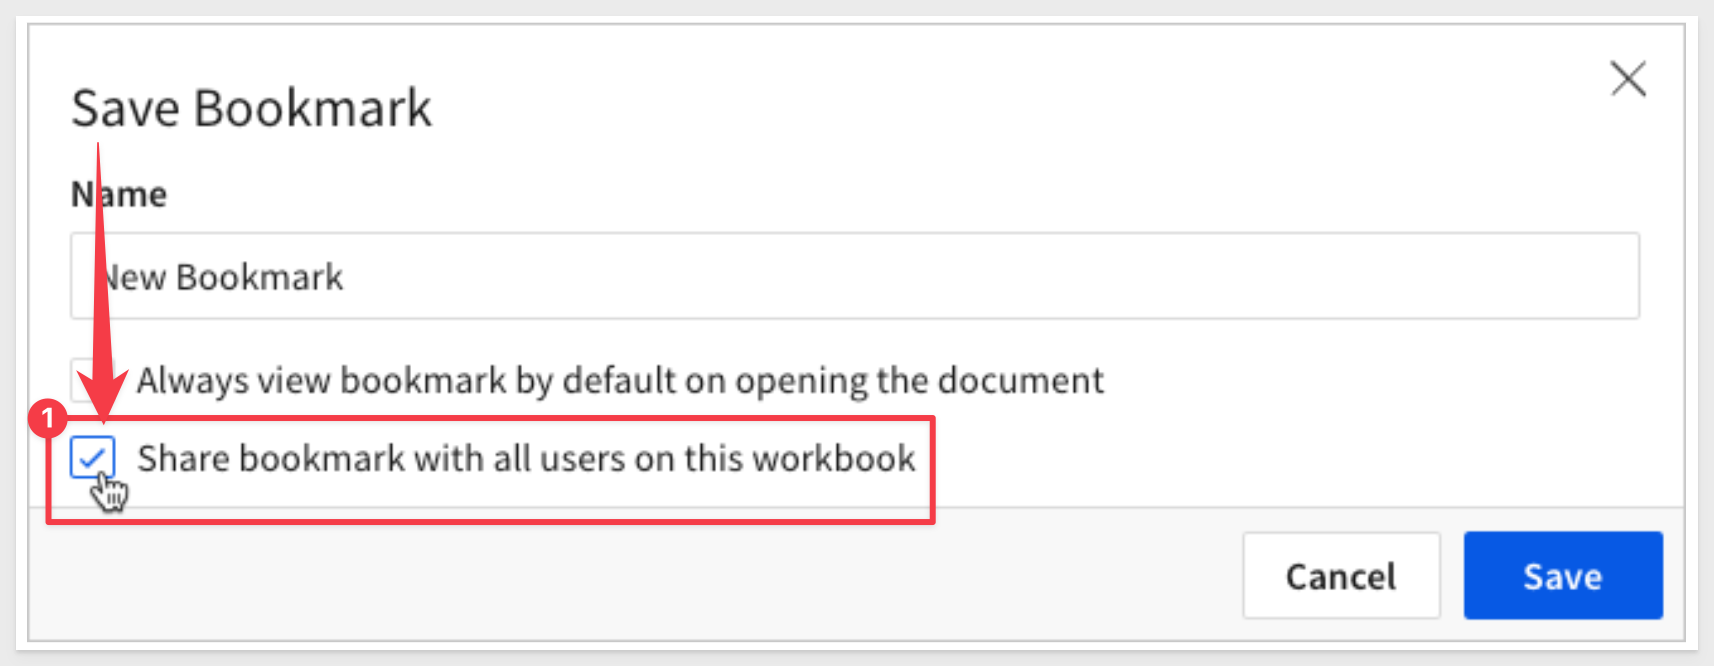 Save Bookmark
Name
New Bookmark
Always view bookmark by default on opening the document
1
Share bookmark with all users on this workbook
Cancel
Save